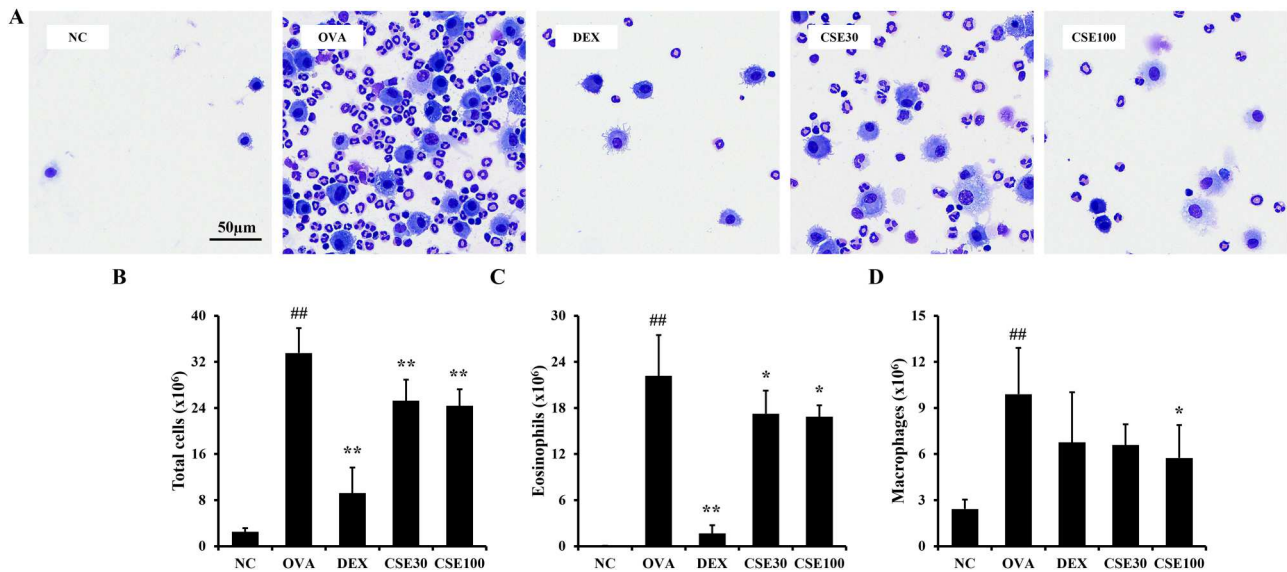 A
NC
OVA
DEX
CSE30
CSE100
50µm
B
C
D
Total cells (x10⁶)
40
32
24
16
8
0
##
**
**
**
NC OVA DEX CSE30 CSE100
Eosinophils (x10⁶)
30
24
18
12
6
0
##
**
*
*
NC OVA DEX CSE30 CSE100
Macrophages (x10⁶)
15
12
9
6
3
0
##
*
NC OVA DEX CSE30 CSE100